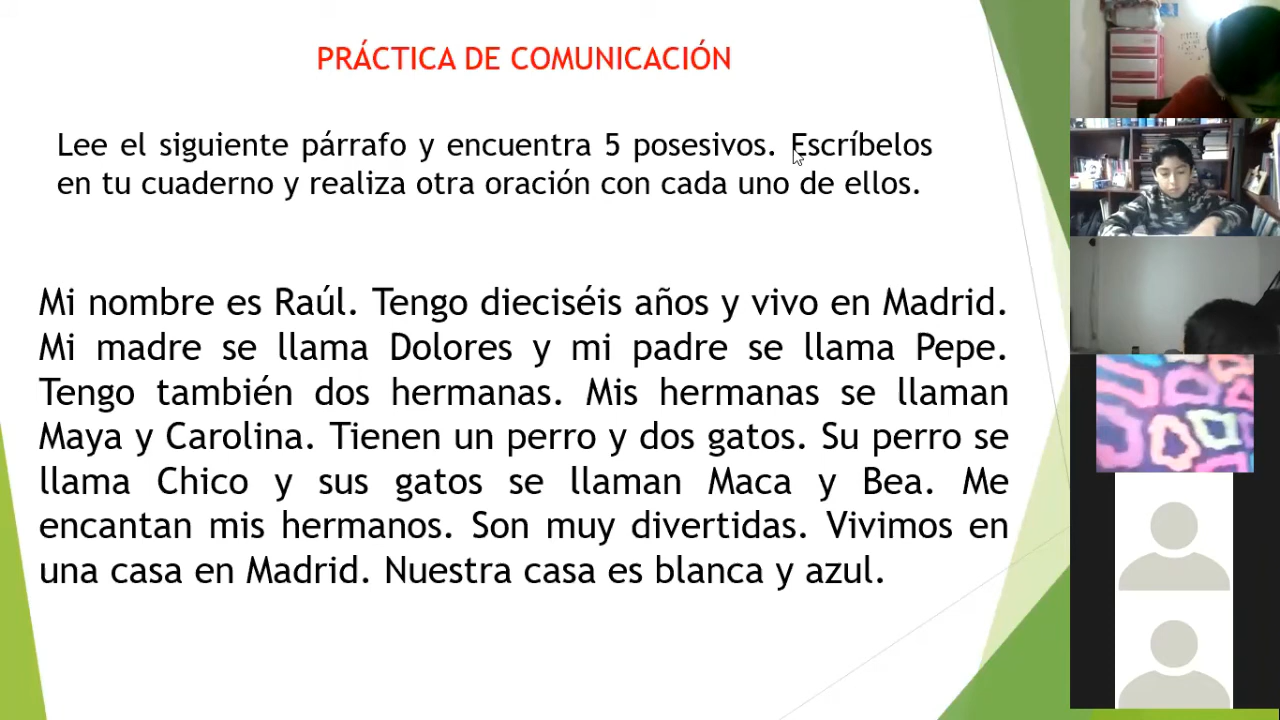 PRÁCTICA DE COMUNICACIÓN
Lee el siguiente párrafo y encuentra 5 posesivos. Escríbelos
en tu cuaderno y realiza otra oración con cada uno de ellos.
Mi nombre es Raúl. Tengo dieciséis años y vivo en Madrid.
Mi madre se llama Dolores y mi padre se llama Pepe.
Tengo también dos hermanas. Mis hermanas se llaman
Maya y Carolina. Tienen un perro y dos gatos. Su perro se
llama Chico y sus gatos se llaman Maca y Bea. Me
encantan mis hermanos. Son muy divertidas. Vivimos en
una casa en Madrid. Nuestra casa es blanca y azul.